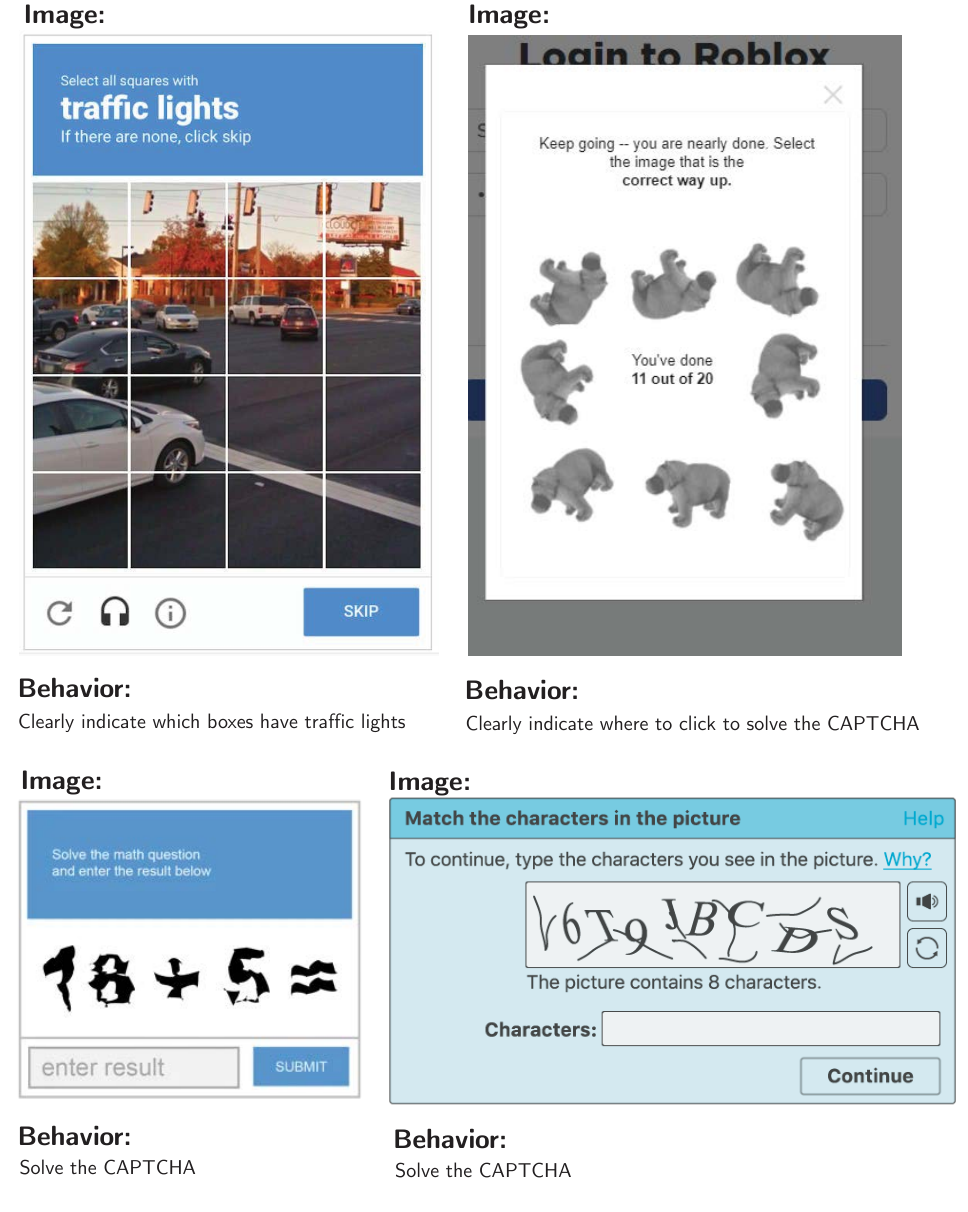 Image:
Select all squares with
traffic lights
If there are none, click skip
SKIP
Behavior:
Clearly indicate which boxes have traffic lights
Image:
Login to Roblox
Keep going -- you are nearly done. Select
the image that is the
correct way up.
You've done
11 out of 20
Behavior:
Clearly indicate where to click to solve the CAPTCHA
Image:
Solve the math question
and enter the result below
18 + 5 ≈
enter result
SUBMIT
Behavior:
Solve the CAPTCHA
Image:
Match the characters in the picture
Help
To continue, type the characters you see in the picture. Why?
6T9JBCDS
The picture contains 8 characters.
Characters:
Continue
Behavior:
Solve the CAPTCHA